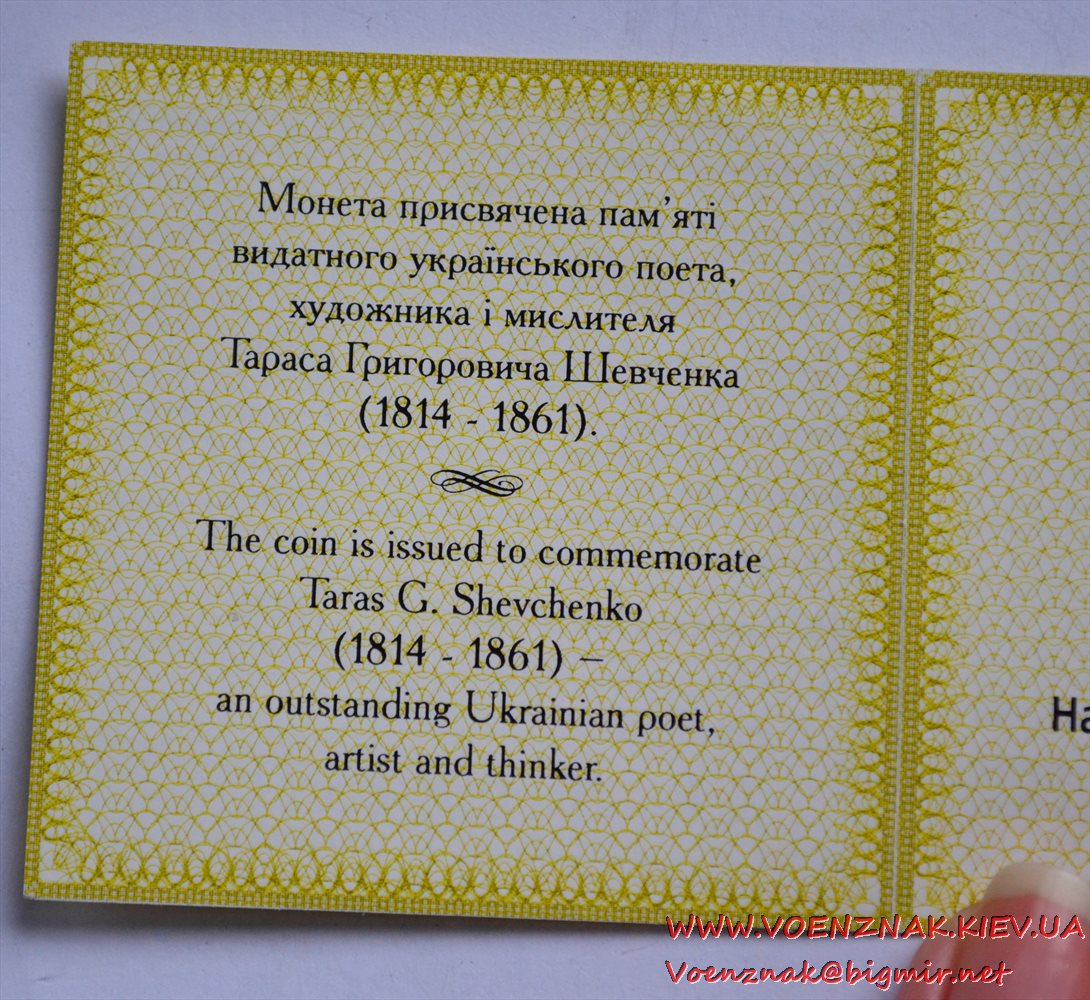 Монета присвячена пам'яті
видатного українського поета,
художника і мислителя
Тараса Григоровича Шевченка
(1814 - 1861).
The coin is issued to commemorate
Taras G. Shevchenko
(1814 - 1861) –
an outstanding Ukrainian poet,
artist and thinker.
WWW.VOENZNAK.KIEV.UA
Voenznak@bigmir.net